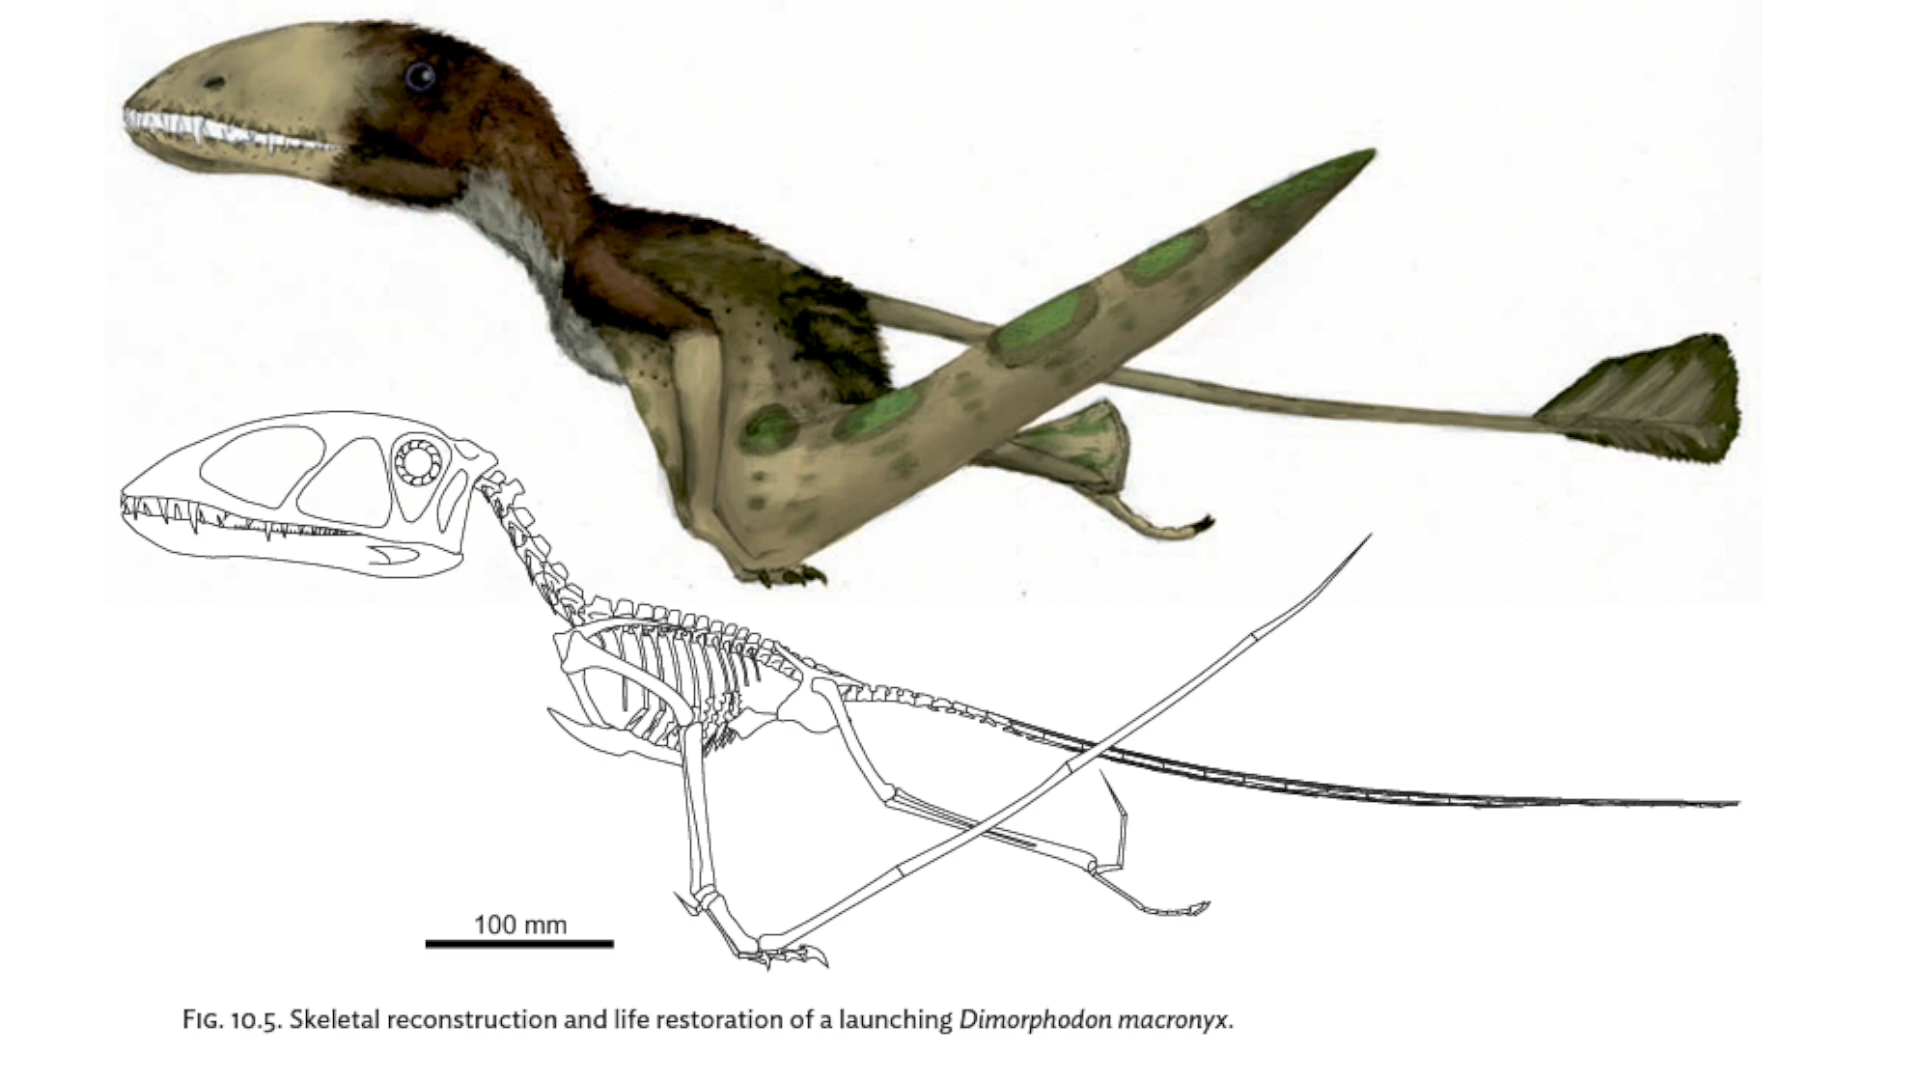 100 mm
Fig. 10.5. Skeletal reconstruction and life restoration of a launching Dimorphodon macronyx.